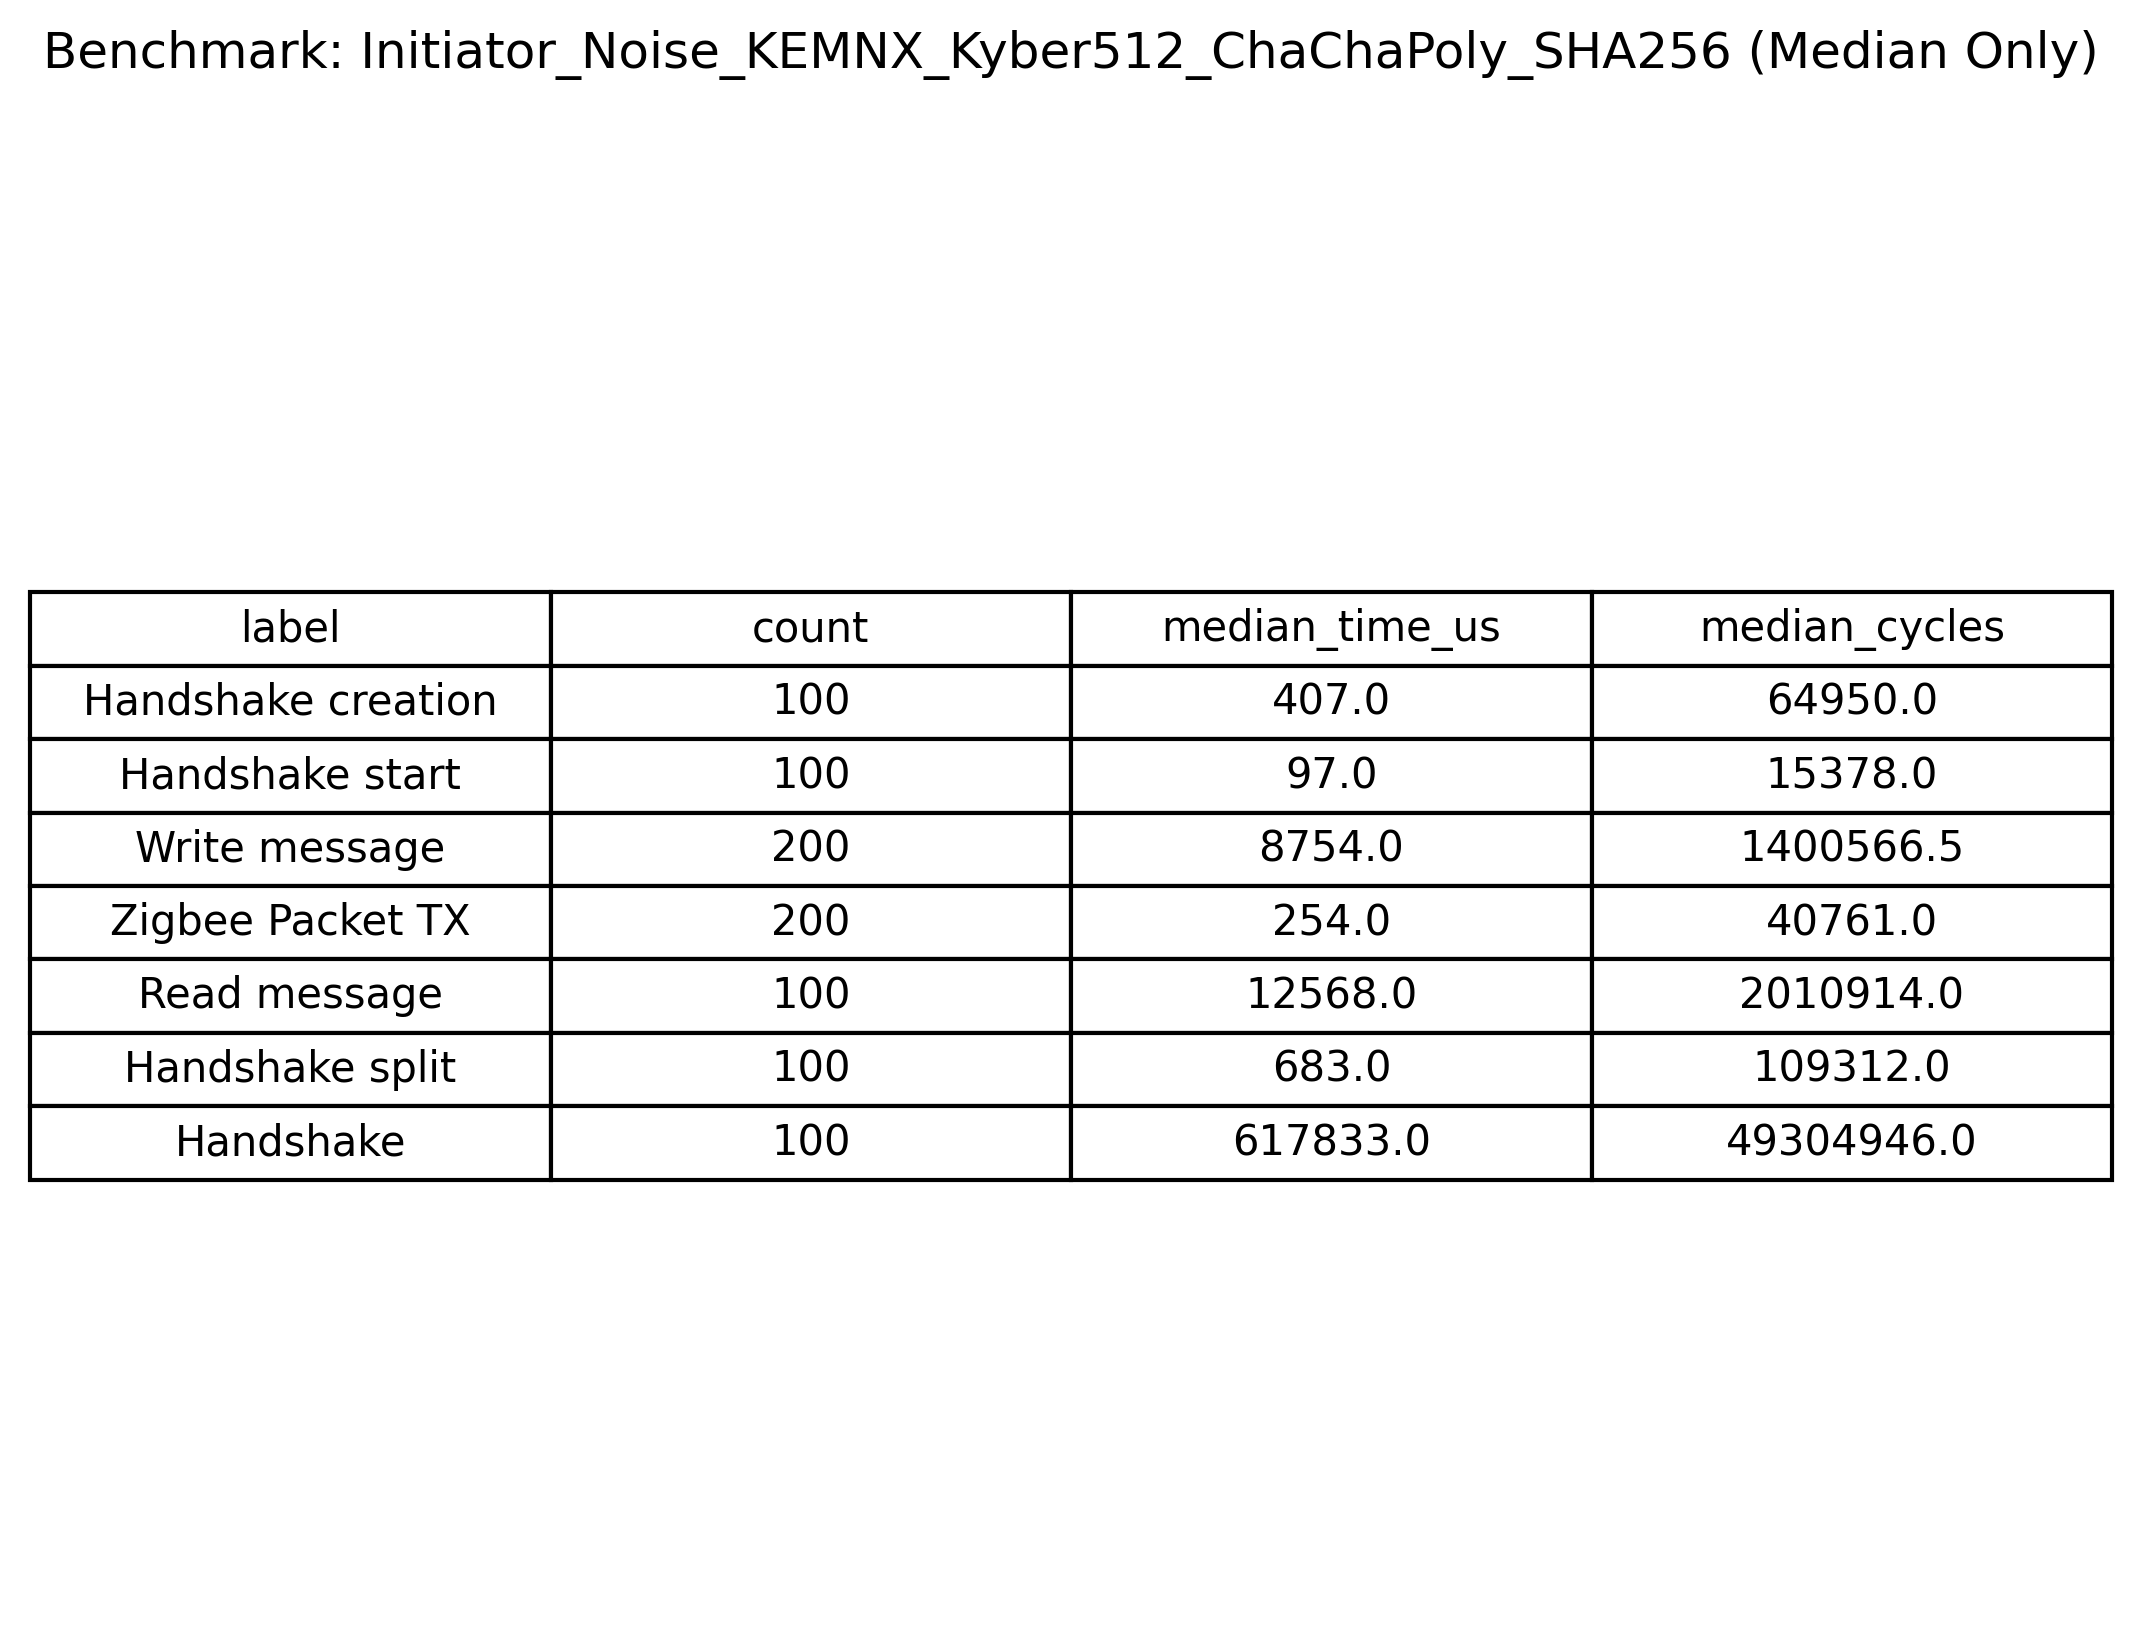 Benchmark: Initiator_Noise_KEMNX_Kyber512_ChaChaPoly_SHA256 (Median Only)
label count median_time_us median_cycles
Handshake creation 100 407.0 64950.0
Handshake start 100 97.0 15378.0
Write message 200 8754.0 1400566.5
Zigbee Packet TX 200 254.0 40761.0
Read message 100 12568.0 2010914.0
Handshake split 100 683.0 109312.0
Handshake 100 617833.0 49304946.0